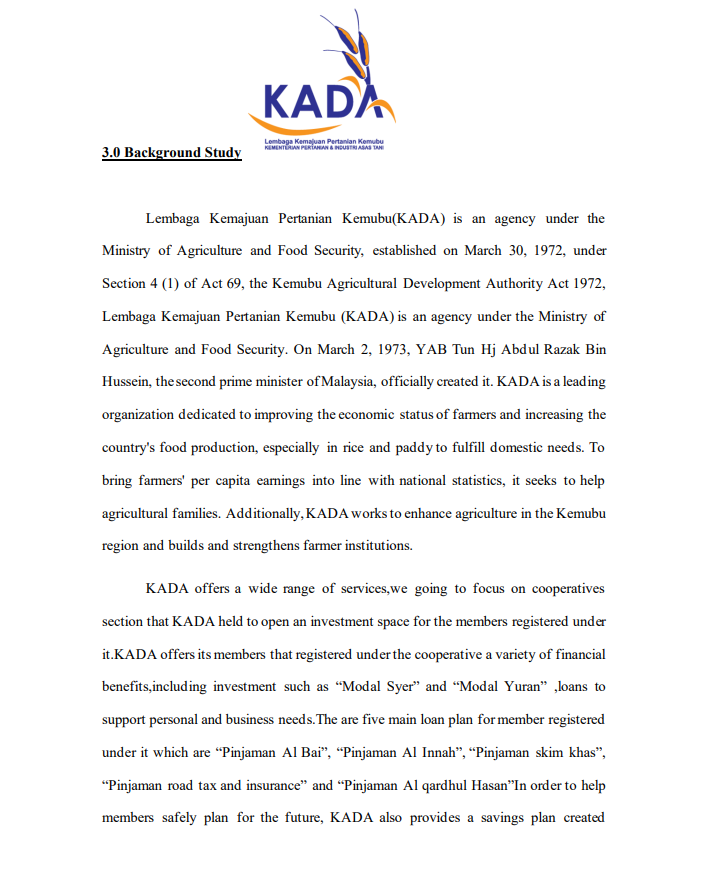 KADA
Lembaga Kemajuan Pertanian Kemubu
KEMENTERIAN PERTANIAN & INDUSTRI ASAS TANI
3.0 Background Study
Lembaga Kemajuan Pertanian Kemubu(KADA) is an agency under the
Ministry of Agriculture and Food Security, established on March 30, 1972, under
Section 4 (1) of Act 69, the Kemubu Agricultural Development Authority Act 1972,
Lembaga Kemajuan Pertanian Kemubu (KADA) is an agency under the Ministry of
Agriculture and Food Security. On March 2, 1973, YAB Tun Hj Abdul Razak Bin
Hussein, the second prime minister of Malaysia, officially created it. KADA is a leading
organization dedicated to improving the economic status of farmers and increasing the
country's food production, especially in rice and paddy to fulfill domestic needs. To
bring farmers' per capita earnings into line with national statistics, it seeks to help
agricultural families. Additionally, KADA works to enhance agriculture in the Kemubu
region and builds and strengthens farmer institutions.
KADA offers a wide range of services,we going to focus on cooperatives
section that KADA held to open an investment space for the members registered under
it.KADA offers its members that registered under the cooperative a variety of financial
benefits,including investment such as “Modal Syer” and “Modal Yuran” ,loans to
support personal and business needs.The are five main loan plan for member registered
under it which are “Pinjaman Al Bai”, “Pinjaman Al Innah”, “Pinjaman skim khas”,
“Pinjaman road tax and insurance” and “Pinjaman Al qardhul Hasan”In order to help
members safely plan for the future, KADA also provides a savings plan created